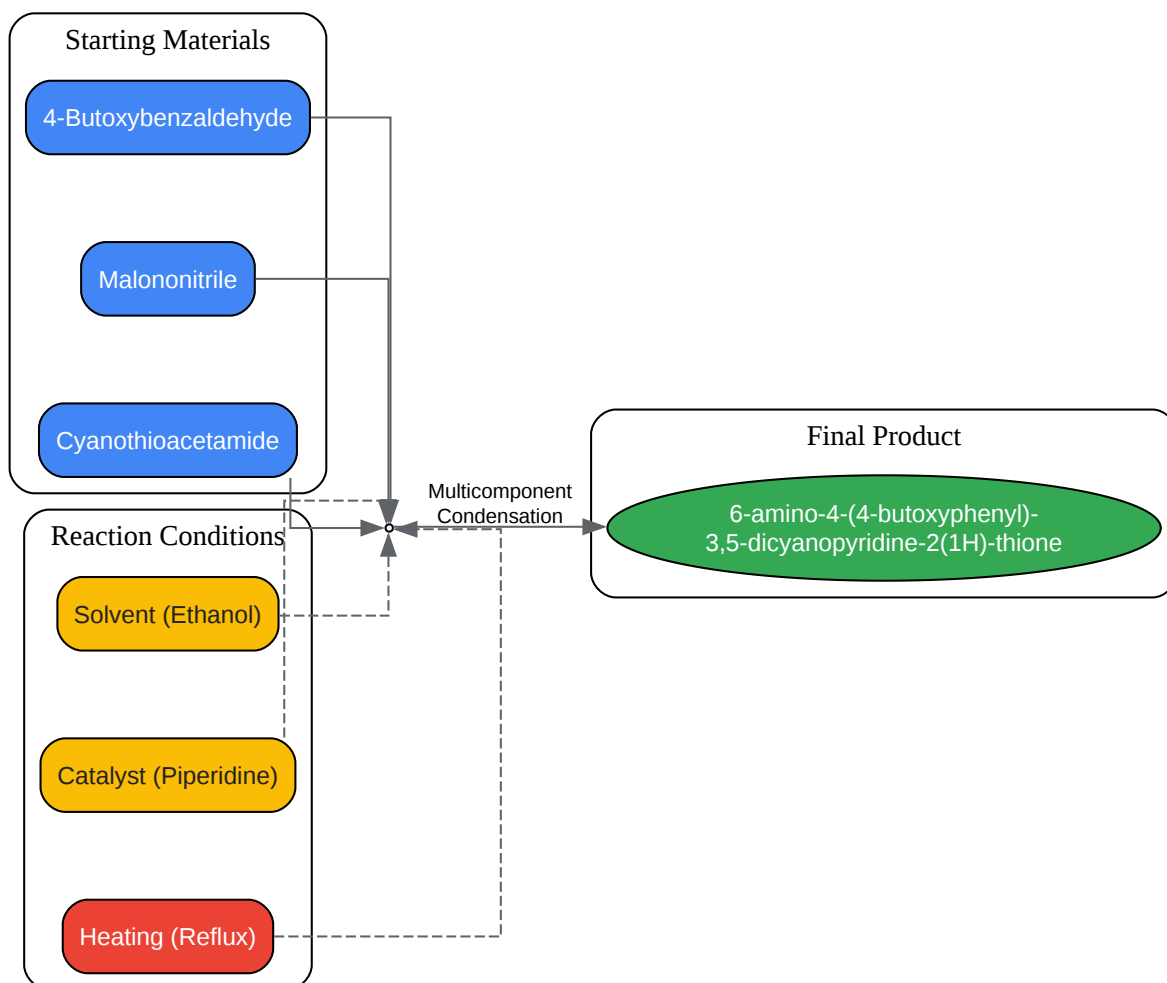 Starting Materials
4-Butoxybenzaldehyde
Malononitrile
Cyanothioacetamide
Reaction Conditions
Solvent (Ethanol)
Catalyst (Piperidine)
Heating (Reflux)
Multicomponent
Condensation
Final Product
6-amino-4-(4-butoxyphenyl)-
3,5-dicyanopyridine-2(1H)-thione